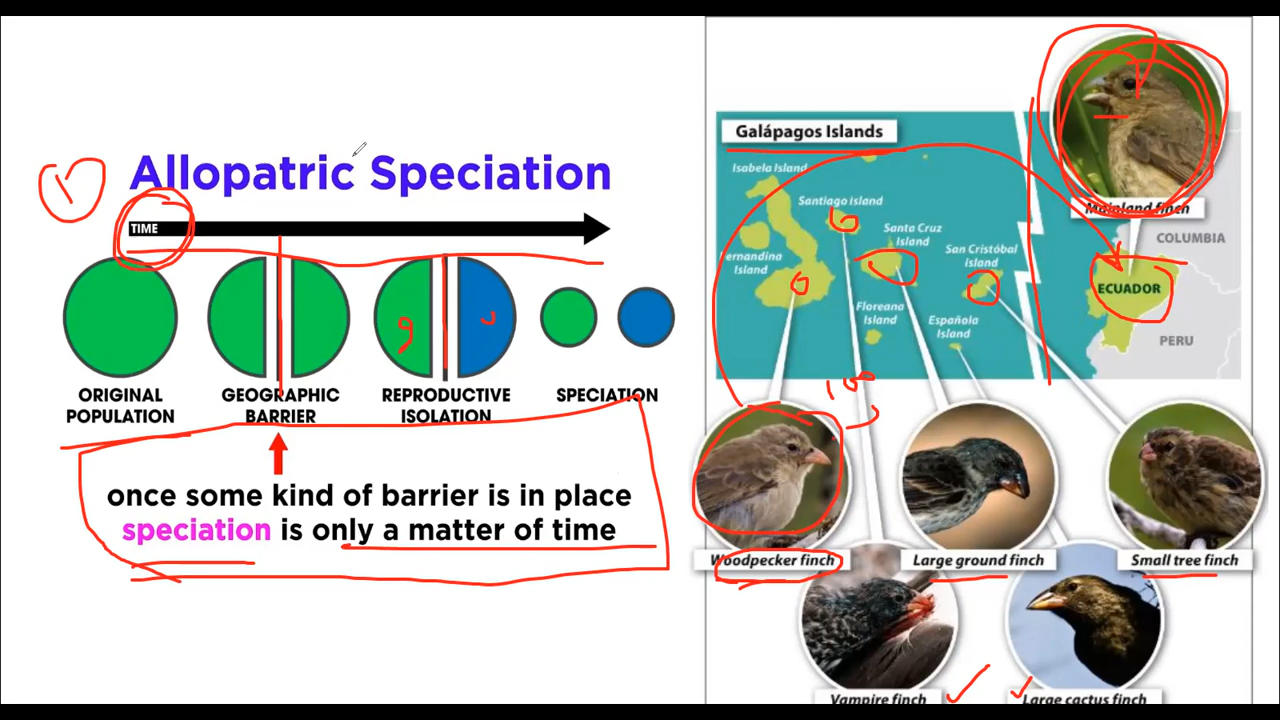 Allopatric Speciation
TIME
ORIGINAL
POPULATION
GEOGRAPHIC
BARRIER
REPRODUCTIVE
ISOLATION
SPECIATION
once some kind of barrier is in place
speciation is only a matter of time
Galápagos Islands
Isabela Island
Santiago Island
Santa Cruz
Island
San Cristóbal
Island
ernandina
Island
Floreana
Island
Española
Island
Mainland finch
COLUMBIA
ECUADOR
PERU
Woodpecker finch
Large ground finch
Small tree finch
Vampire finch
Large cactus finch